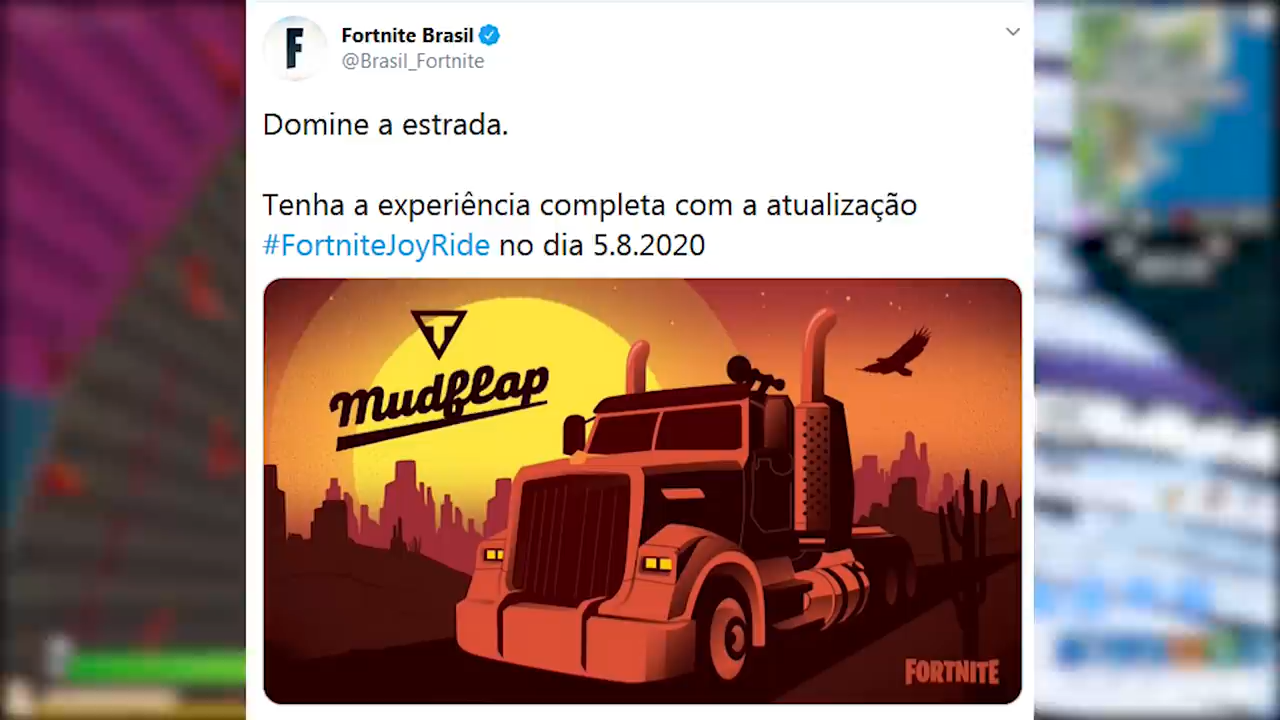 Fortnite Brasil
@Brasil_Fortnite
Domine a estrada.
Tenha a experiência completa com a atualização
#FortniteJoyRide no dia 5.8.2020
T
Mudflap
FORTNITE